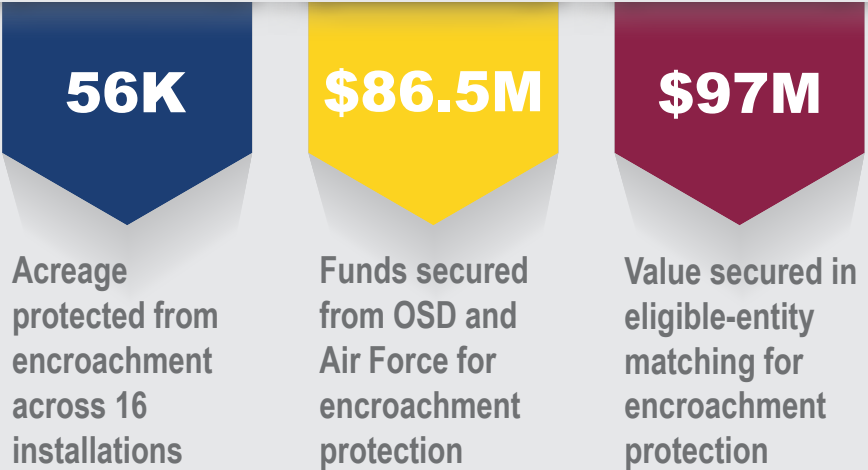 56K
Acreage
protected from
encroachment
across 16
installations
$86.5M
Funds secured
from OSD and
Air Force for
encroachment
protection
$97M
Value secured in
eligible-entity
matching for
encroachment
protection